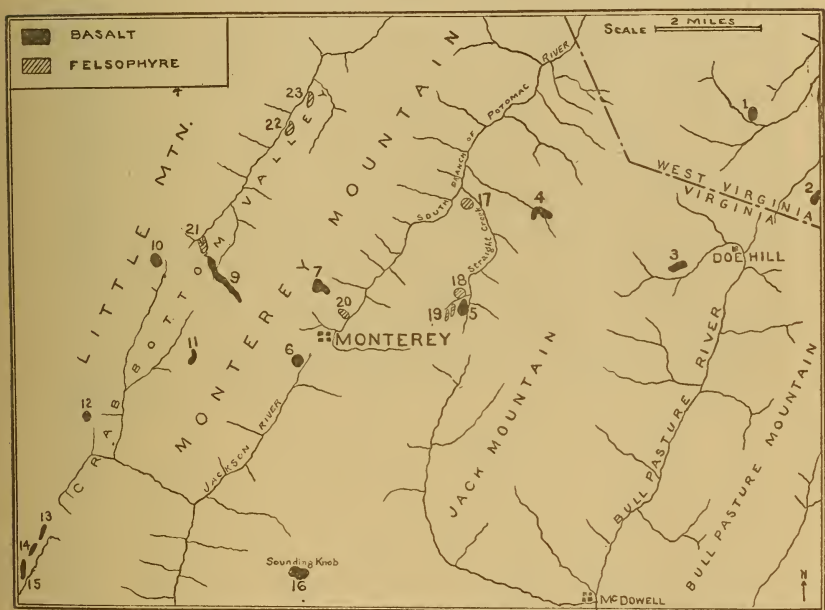 BASALT
FELSOPHYRE
SCALE 2 MILES
LITTLE MTN.
CRAB BOTTOM VALLEY
MONTEREY MOUNTAIN
SOUTH BRANCH OF POTOMAC RIVER
WEST VIRGINIA
VIRGINIA
1
2
3
DOE HILL
4
17
Straight Creek
18
19
5
23
22
21
9
10
7
20
MONTEREY
6
11
12
JACKSON RIVER
JACK MOUNTAIN
BULL PASTURE RIVER
BULL PASTURE MOUNTAIN
13
14
15
Sounding Knob
16
McDOWELL
N